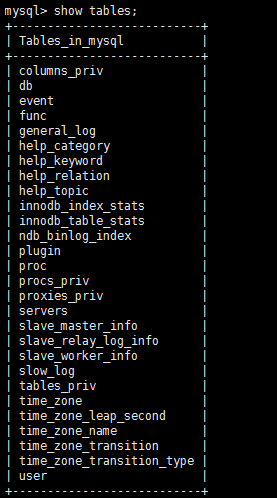 mysql> show tables;
+---------------------------+
| Tables_in_mysql           |
+---------------------------+
| columns_priv              |
| db                        |
| event                     |
| func                      |
| general_log               |
| help_category             |
| help_keyword              |
| help_relation             |
| help_topic                |
| innodb_index_stats        |
| innodb_table_stats        |
| ndb_binlog_index          |
| plugin                    |
| proc                      |
| procs_priv                |
| proxies_priv              |
| servers                   |
| slave_master_info         |
| slave_relay_log_info      |
| slave_worker_info         |
| slow_log                  |
| tables_priv               |
| time_zone                 |
| time_zone_leap_second     |
| time_zone_name            |
| time_zone_transition      |
| time_zone_transition_type |
| user                      |
+---------------------------+